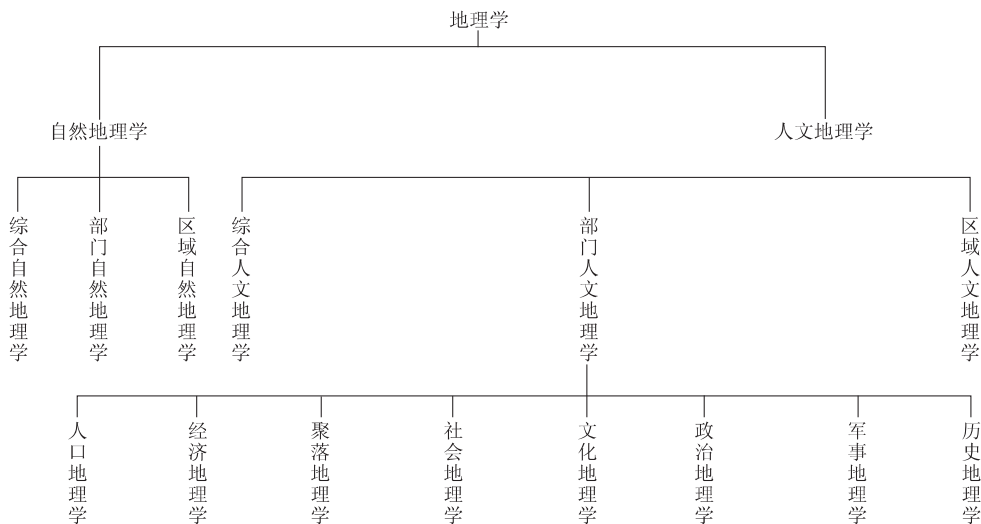 地理学
自然地理学
人文地理学
综合自然地理学
部门自然地理学
区域自然地理学
综合人文地理学
部门人文地理学
区域人文地理学
人口地理学
经济地理学
聚落地理学
社会地理学
文化地理学
政治地理学
军事地理学
历史地理学